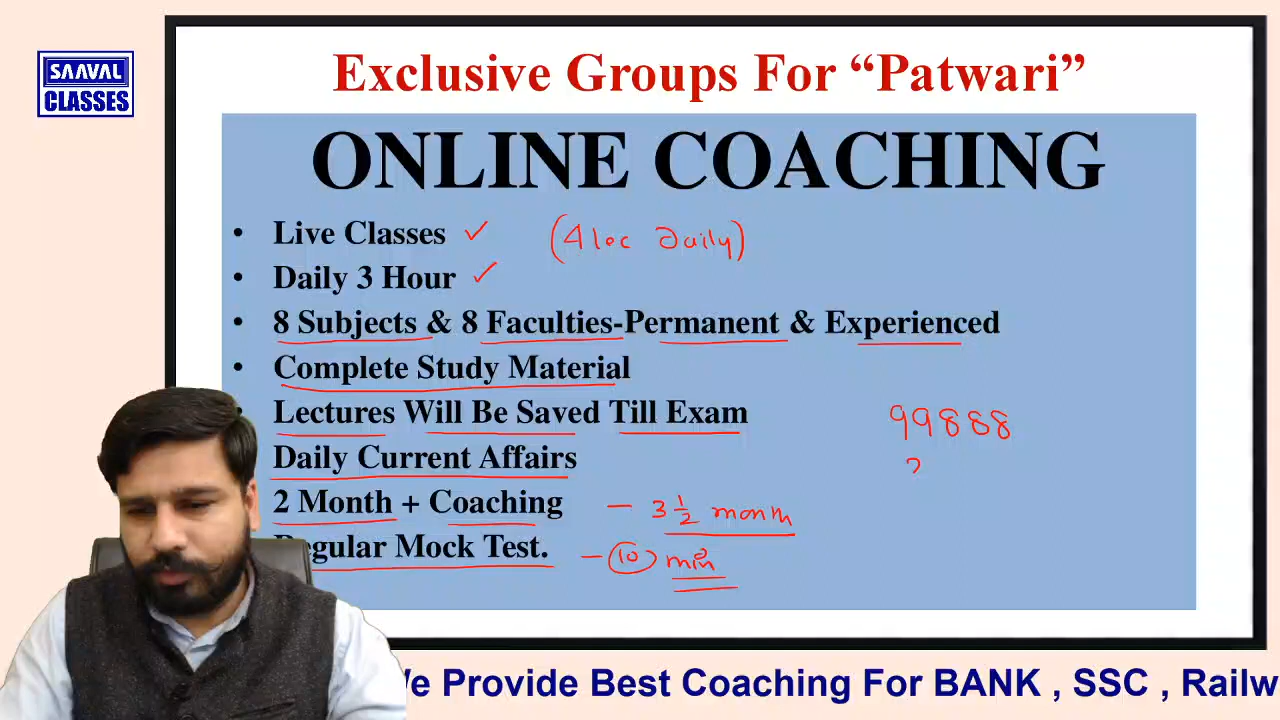 SAAVAL
CLASSES
Exclusive Groups For “Patwari”
ONLINE COACHING
• Live Classes ✓ (4 lec Daily)
• Daily 3 Hour ✓
• 8 Subjects & 8 Faculties-Permanent & Experienced
• Complete Study Material
• Lectures Will Be Saved Till Exam
99888
Daily Current Affairs
2 Month + Coaching – 3 1/2 month
Regular Mock Test. – 10 min
We Provide Best Coaching For BANK , SSC , Railw